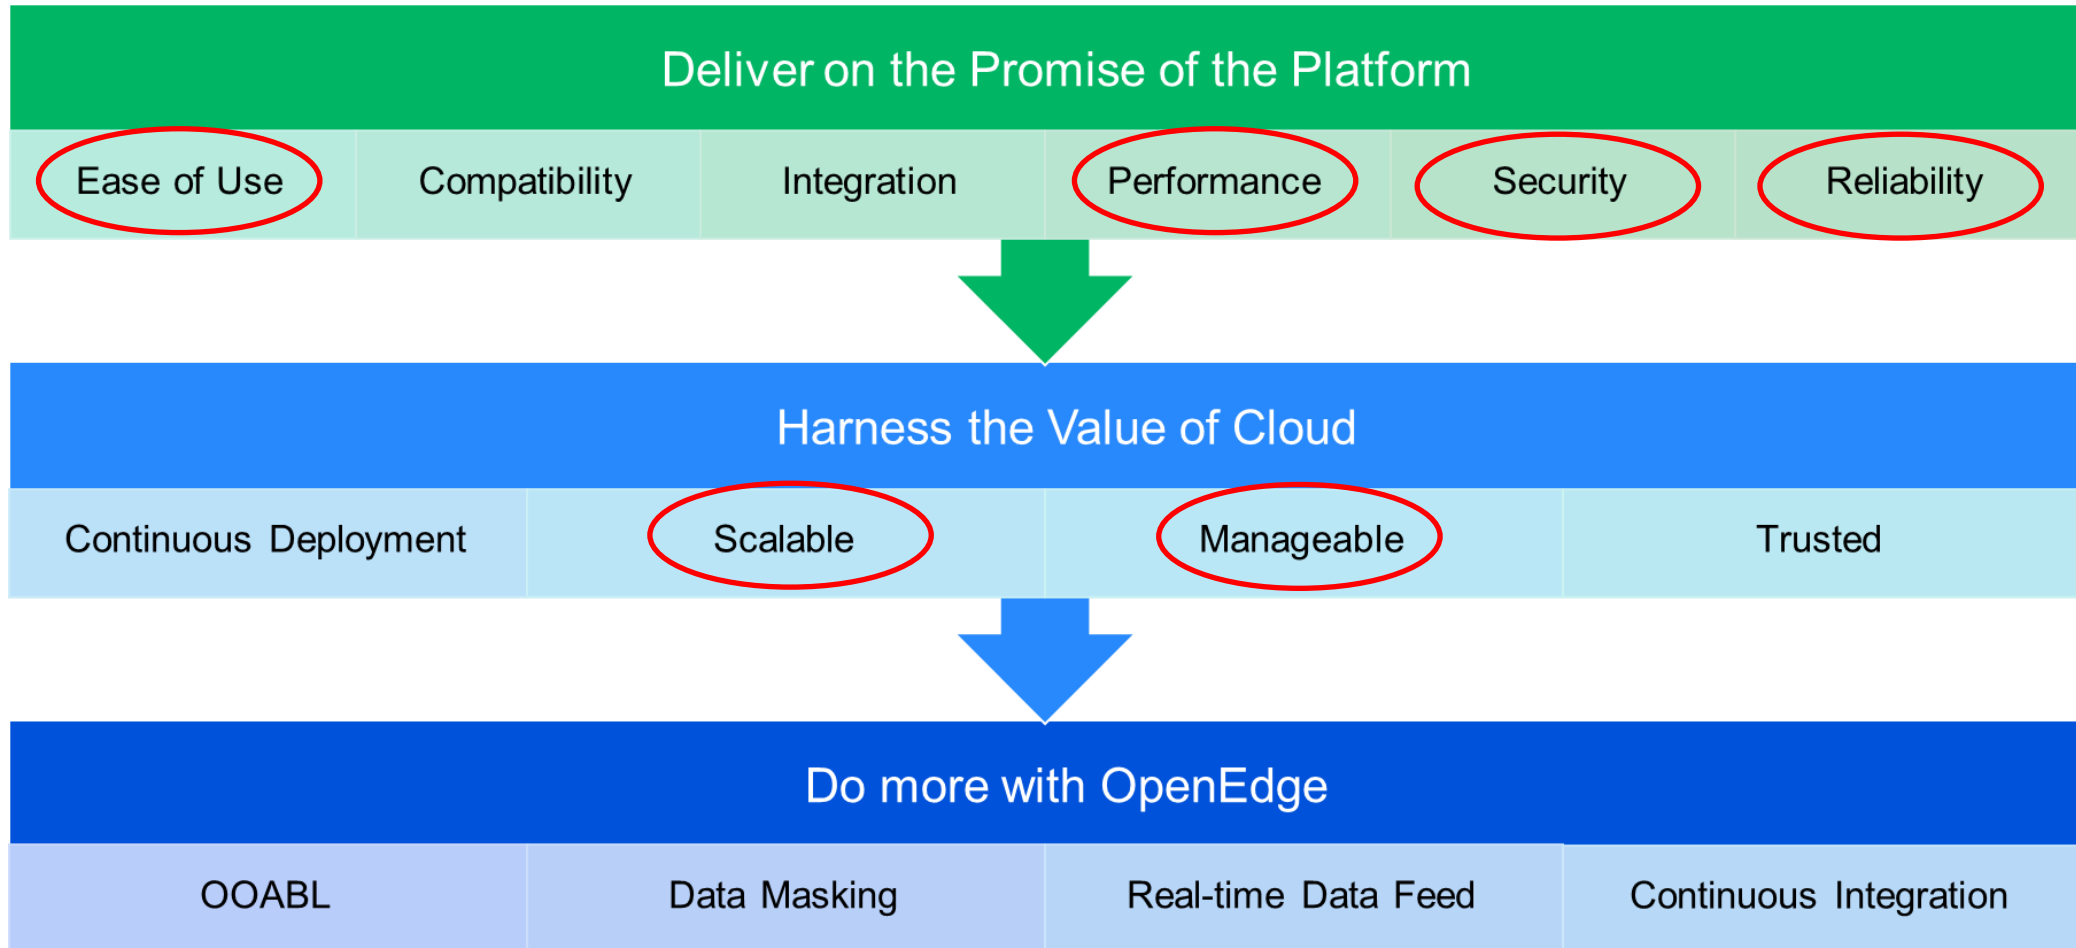 Deliver on the Promise of the Platform
Ease of Use Compatibility Integration Performance Security Reliability
Harness the Value of Cloud
Continuous Deployment Scalable Manageable Trusted
Do more with OpenEdge
OOABL Data Masking Real-time Data Feed Continuous Integration